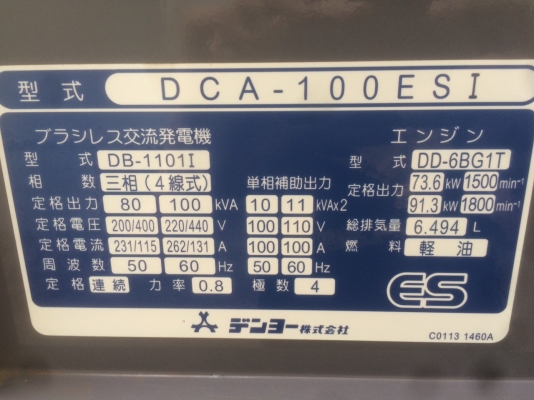 型式 DCA-100ESI
ブラシレス交流発電機 エンジン
型式 DB-1101I 型式 DD-6BG1T
相数 三相(4線式) 単相補助出力 定格出力 73.6 kW 1500 min⁻¹
定格出力 80 100 kVA 10 11 kVA×2 91.3 kW 1800 min⁻¹
定格電圧 200/400 220/440 V 100 110 V 総排気量 6.494 L
定格電流 231/115 262/131 A 100 100 A 燃料 軽油
周波数 50 60 Hz 50 60 Hz
定格 連続 力率 0.8 極数 4 ES
デンヨー株式会社
C0113 1460A